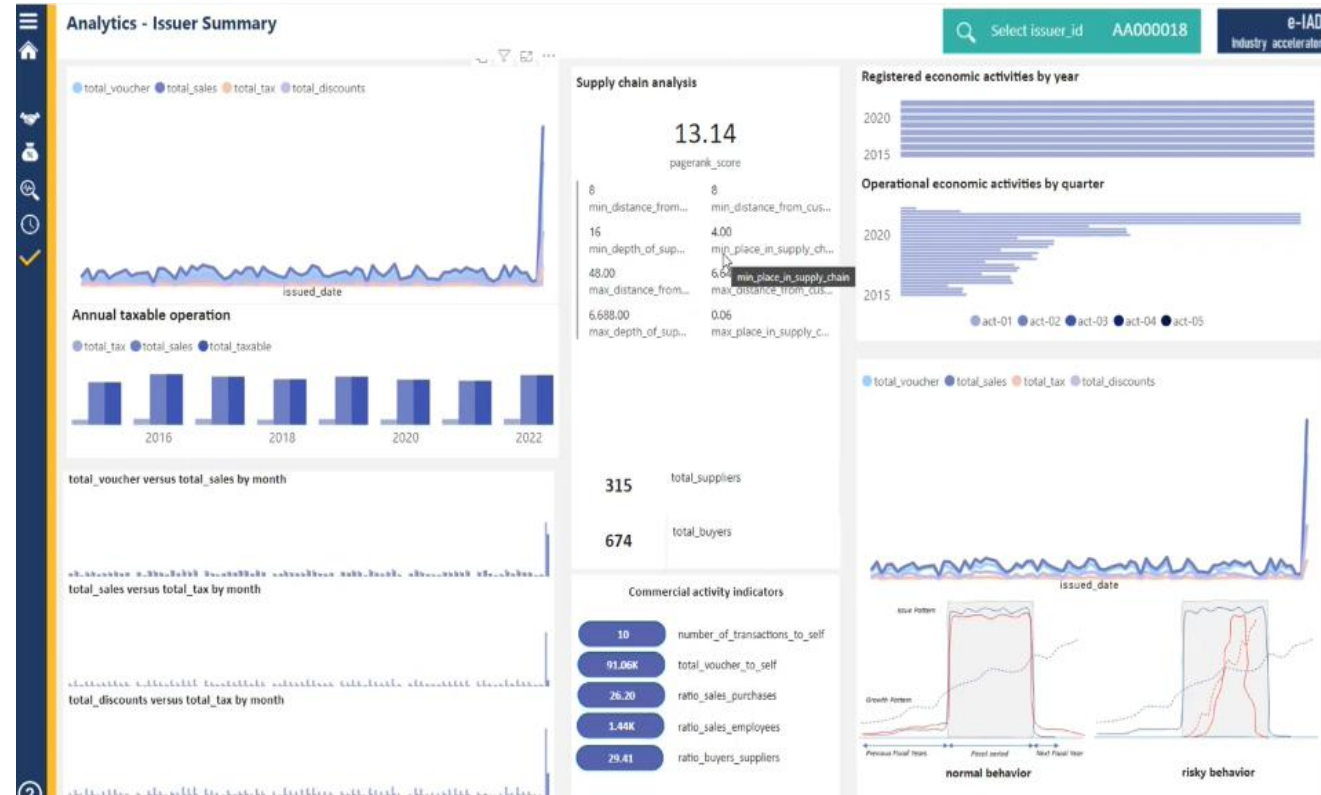 Analytics - Issuer Summary
Select issuer_id AA000018
e-IAD
Industry accelerator
total_voucher total_sales total_tax total_discounts
issued_date
Annual taxable operation
total_tax total_sales total_taxable
2016 2018 2020 2022
total_voucher versus total_sales by month
total_sales versus total_tax by month
total_discounts versus total_tax by month
Supply chain analysis
13.14
pagerank_score
8 8
min_distance_from... min_distance_from_cus...
16 4.00
min_depth_of_sup... min_place_in_supply_ch...
48.00
min_place_in_supply_chain
max_distance_from... max_distance_from_cus...
6,688.00 0.06
max_depth_of_sup... max_place_in_supply_c...
315 total_suppliers
674 total_buyers
Commercial activity indicators
10 number_of_transactions_to_self
91.06K total_voucher_to_self
26.20 ratio_sales_purchases
1.44K ratio_sales_employees
29.41 ratio_buyers_suppliers
Registered economic activities by year
2020
2015
Operational economic activities by quarter
2020
2015
act-01 act-02 act-03 act-04 act-05
total_voucher total_sales total_tax total_discounts
issued_date
Issue Pattern
Growth Pattern
Previous Fiscal Years Fiscal period Next Fiscal Year
normal behavior risky behavior